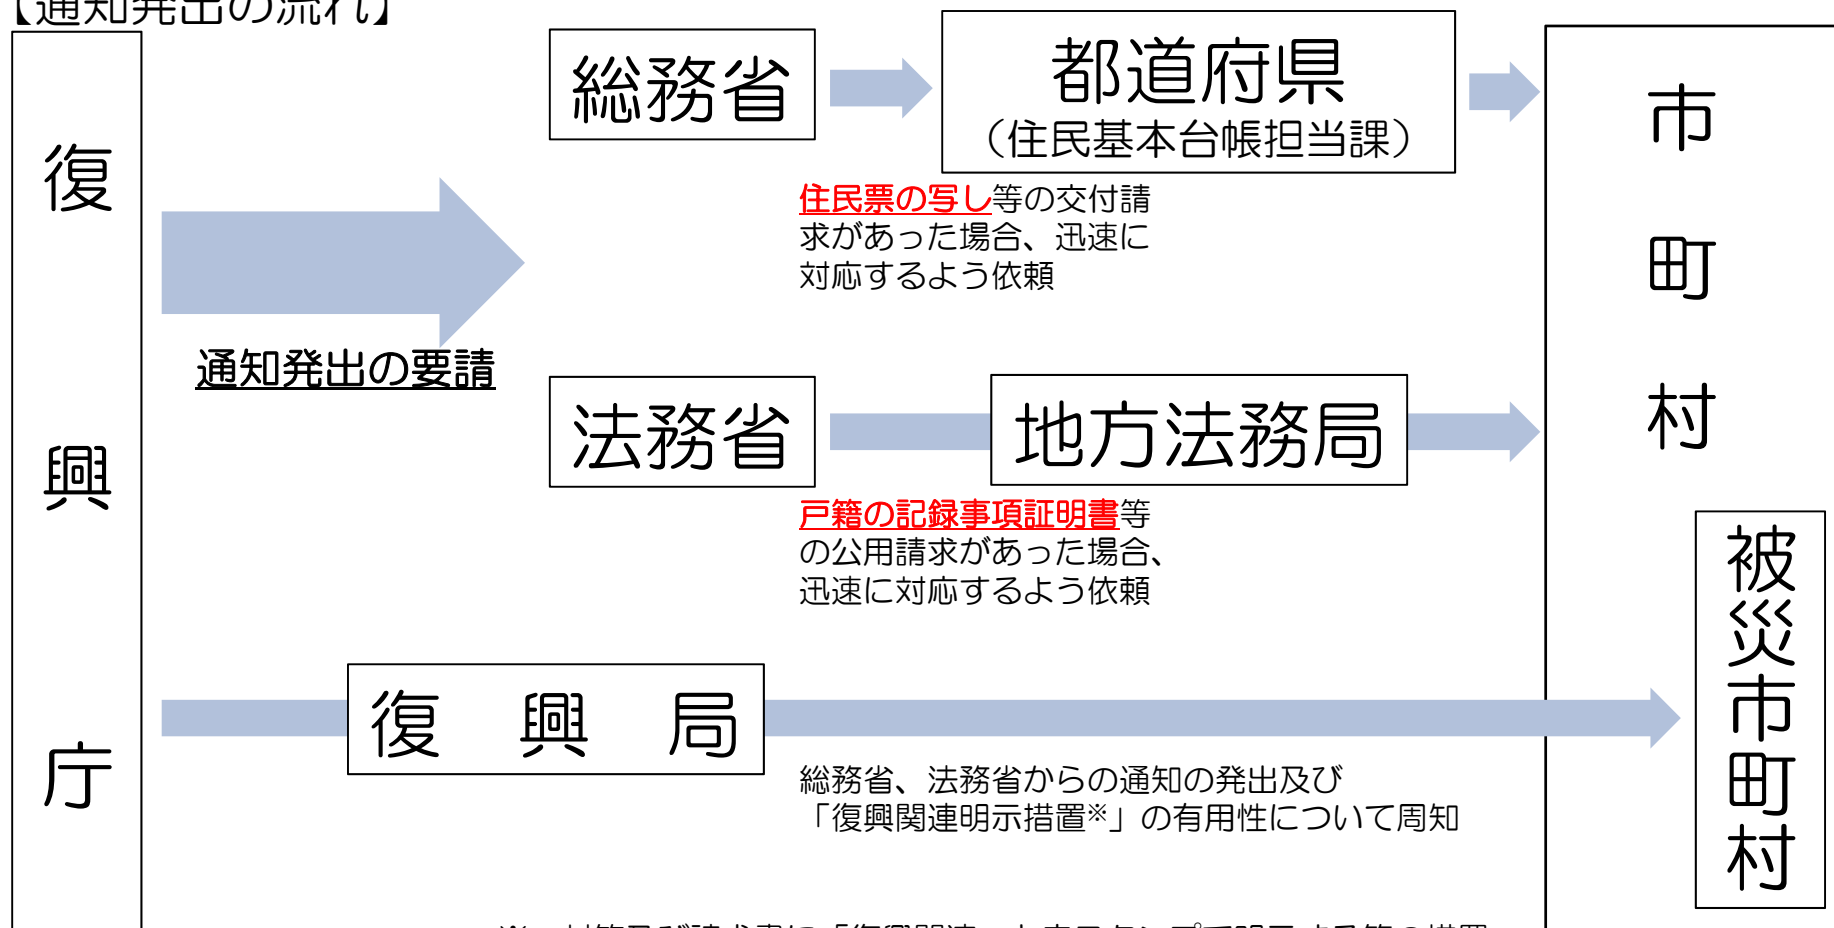 【通知発出の流れ】
復興庁
総務省
都道府県
（住民基本台帳担当課）
住民票の写し等の交付請
求があった場合、迅速に
対応するよう依頼
通知発出の要請
法務省
地方法務局
戸籍の記録事項証明書等
の公用請求があった場合、
迅速に対応するよう依頼
復興局
総務省、法務省からの通知の発出及び
「復興関連明示措置※」の有用性について周知
市町村
被災市町村